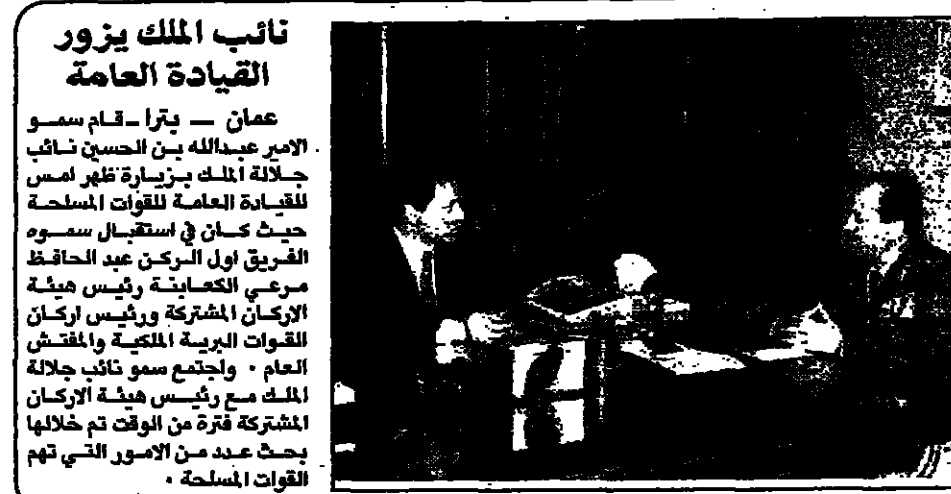 نائب الملك يزور
القيادة العامة
عمان — بترا - قام سمو
الامير عبدالله بن الحسين نائب
جلالة الملك بزيارة ظهر امس
للقيادة العامة للقوات المسلحة
حيث كان في استقبال سموه
الفريق اول الركن عبد الحافظ
مرعي الكعابنة رئيس هيئة
الاركان المشتركة ورئيس اركان
القوات البرية الملكية والمفتش
العام ٠ واجتمع سمو نائب جلالة
الملك مع رئيس هيئة الاركان
المشتركة فترة من الوقت تم خلالها
بحث عدد من الامور التي تهم
القوات المسلحة ٠